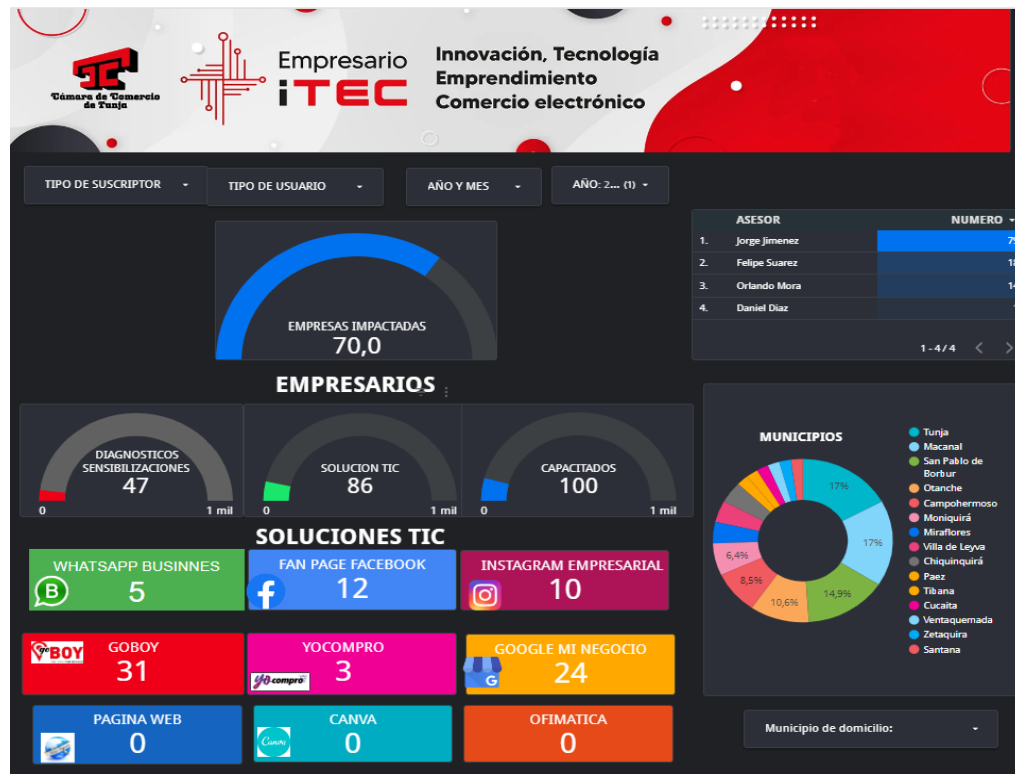 Cámara de Comercio
de Tunja
Empresario
iTEC
Innovación, Tecnología
Emprendimiento
Comercio electrónico
TIPO DE SUSCRIPTOR
TIPO DE USUARIO
AÑO Y MES
AÑO: 2... (1)
ASESOR NUMERO
1. Jorge Jimenez
2. Felipe Suarez
3. Orlando Mora
4. Daniel Diaz
1 - 4 / 4
EMPRESAS IMPACTADAS
70,0
EMPRESARIOS
DIAGNOSTICOS
SENSIBILIZACIONES
47
0 1 mil
SOLUCION TIC
86
0 1 mil
CAPACITADOS
100
0 1 mil
MUNICIPIOS
17%
17%
14,9%
10,6%
8,5%
6,4%
Tunja
Macanal
San Pablo de
Borbur
Otanche
Campohermoso
Moniquirá
Miraflores
Villa de Leyva
Chiquinquirá
Paez
Tibana
Cucaita
Ventaquemada
Zetaquira
Santana
SOLUCIONES TIC
WHATSAPP BUSINNES
B
5
FAN PAGE FACEBOOK
12
INSTAGRAM EMPRESARIAL
10
goBOY
GOBOY
31
YOCOMPRO
yo compro
3
GOOGLE MI NEGOCIO
G
24
PAGINA WEB
0
CANVA
Canva
0
OFIMATICA
0
Municipio de domicilio: